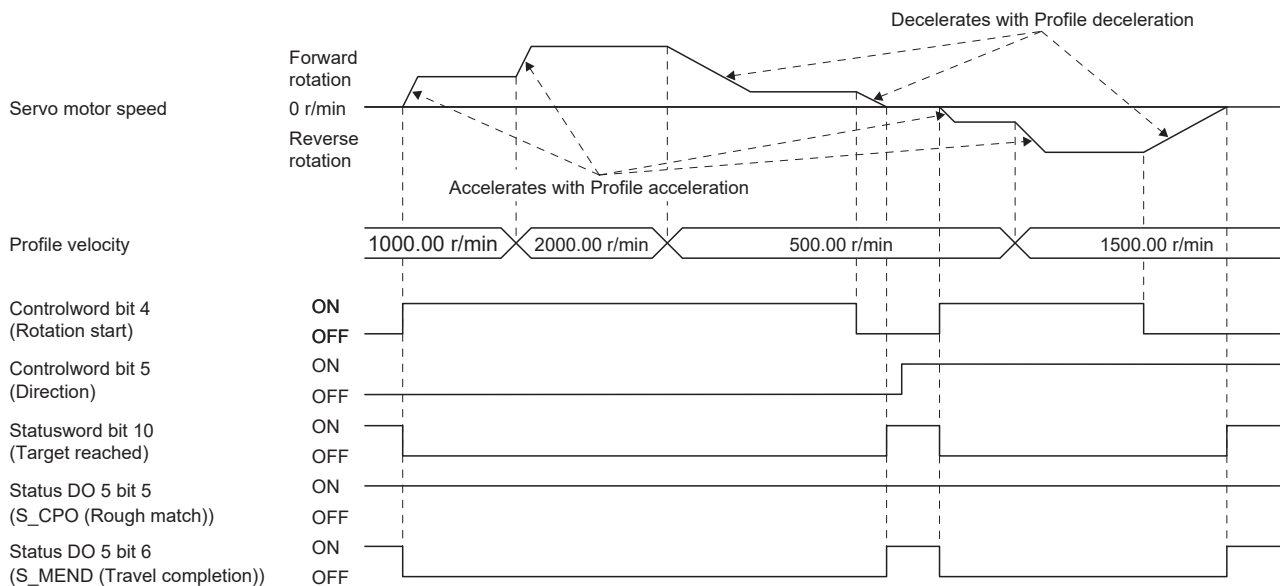 Decelerates with Profile deceleration
Forward
rotation
Servo motor speed
0 r/min
Reverse
rotation
Accelerates with Profile acceleration
Profile velocity
1000.00 r/min
2000.00 r/min
500.00 r/min
1500.00 r/min
Controlword bit 4
(Rotation start)
ON
OFF
Controlword bit 5
(Direction)
ON
OFF
Statusword bit 10
(Target reached)
ON
OFF
Status DO 5 bit 5
(S_CPO (Rough match))
ON
OFF
Status DO 5 bit 6
(S_MEND (Travel completion))
ON
OFF